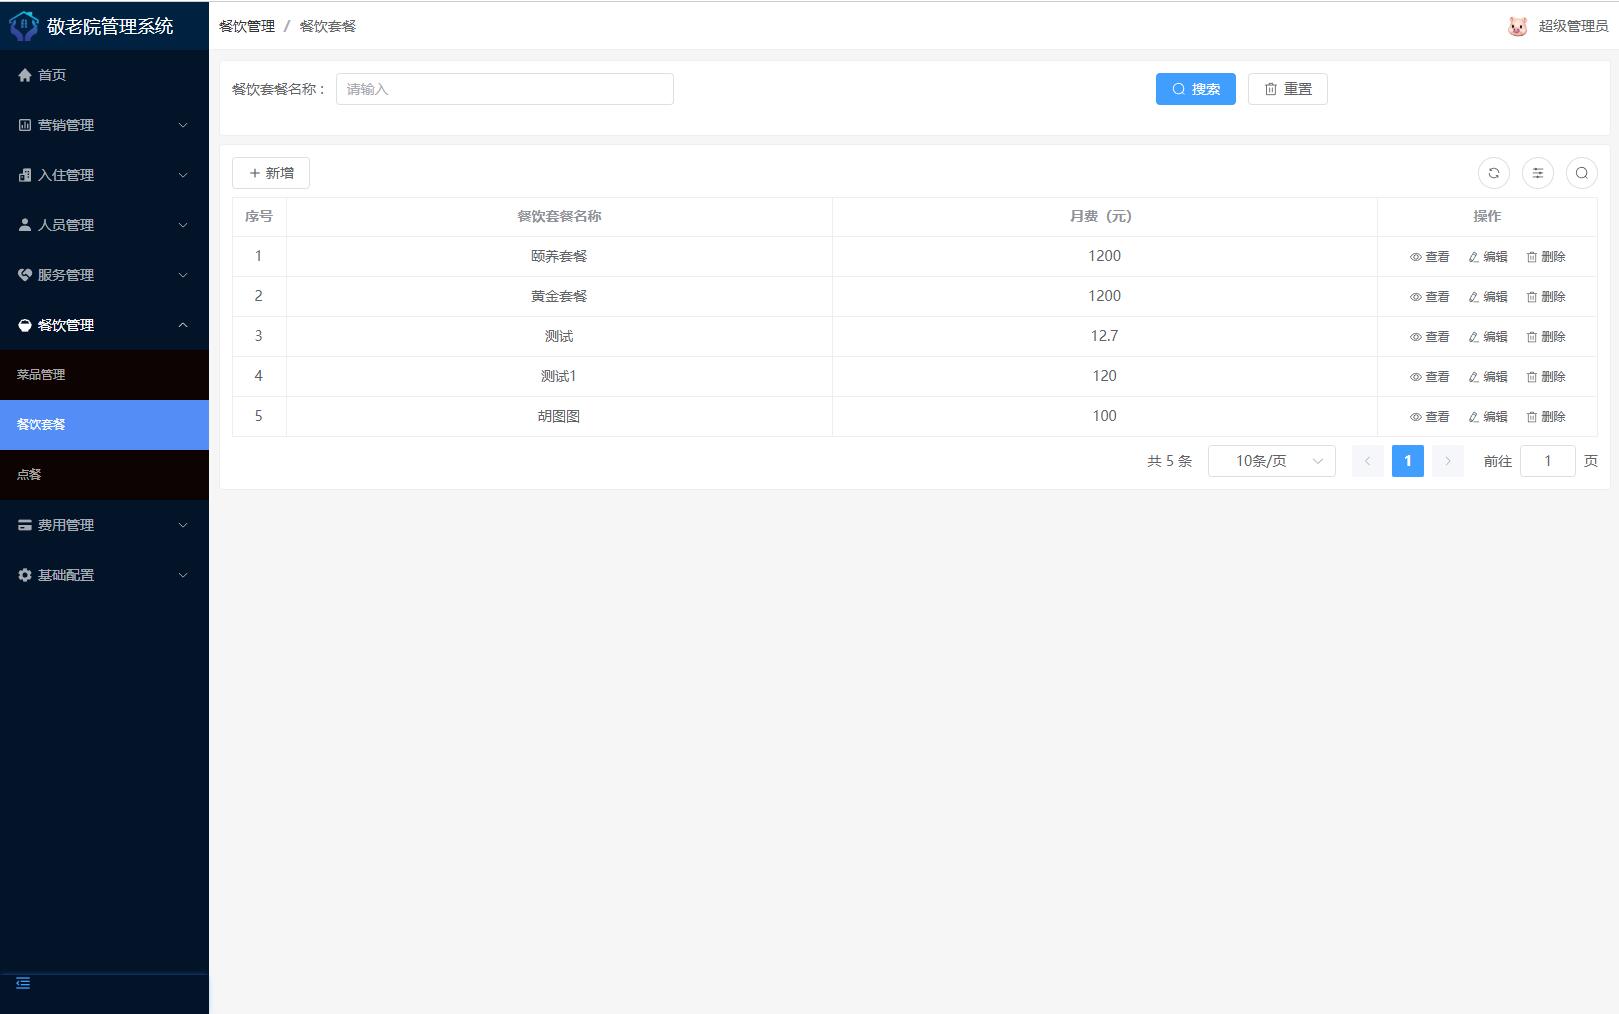 敬老院管理系统
餐饮管理 / 餐饮套餐
超级管理员
首页
营销管理
入住管理
人员管理
服务管理
餐饮管理
菜品管理
餐饮套餐
点餐
费用管理
基础配置
餐饮套餐名称： 请输入 搜索 重置
新增
序号 餐饮套餐名称 月费（元） 操作
1 颐养套餐 1200 查看 编辑 删除
2 黄金套餐 1200 查看 编辑 删除
3 测试 12.7 查看 编辑 删除
4 测试1 120 查看 编辑 删除
5 胡图图 100 查看 编辑 删除
共 5 条 10条/页 1 前往 1 页